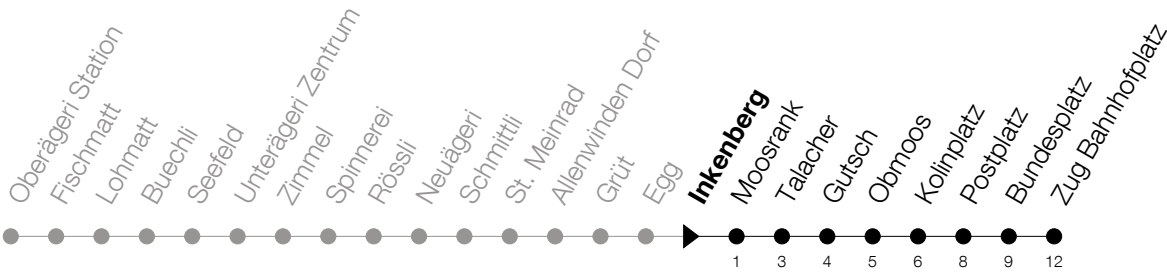 Oberägeri Station
Fischmatt
Lohmatt
Buechli
Seefeld
Unterägeri Zentrum
Zimmel
Spinnerei
Rössli
Neuägeri
Schmittli
St. Meinrad
Allenwinden Dorf
Grüt
Egg
Inkenberg
Moosrank
Talacher
Gutsch
Obmoos
Kolinplatz
Postplatz
Bundesplatz
Zug Bahnhofplatz
1 3 4 5 6 8 9 12